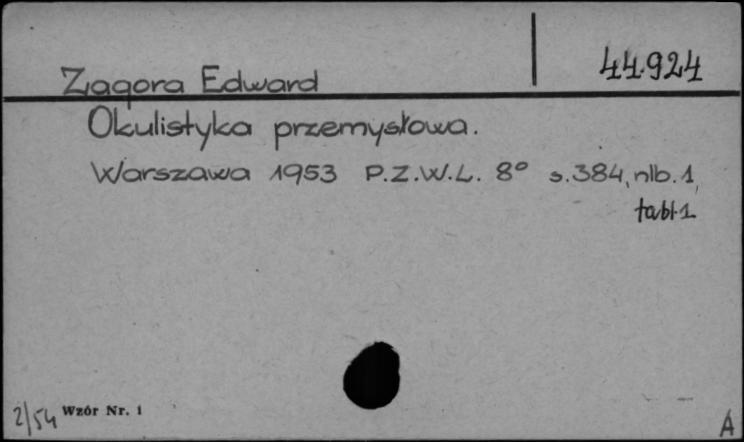 44.924
Zagora Edward
Okulistyka przemysłowa.
Warszawa 1953 P.Z.W.L. 8° s.384, nlb.1,
tabl.1
2/54 Wzór Nr. 1
A